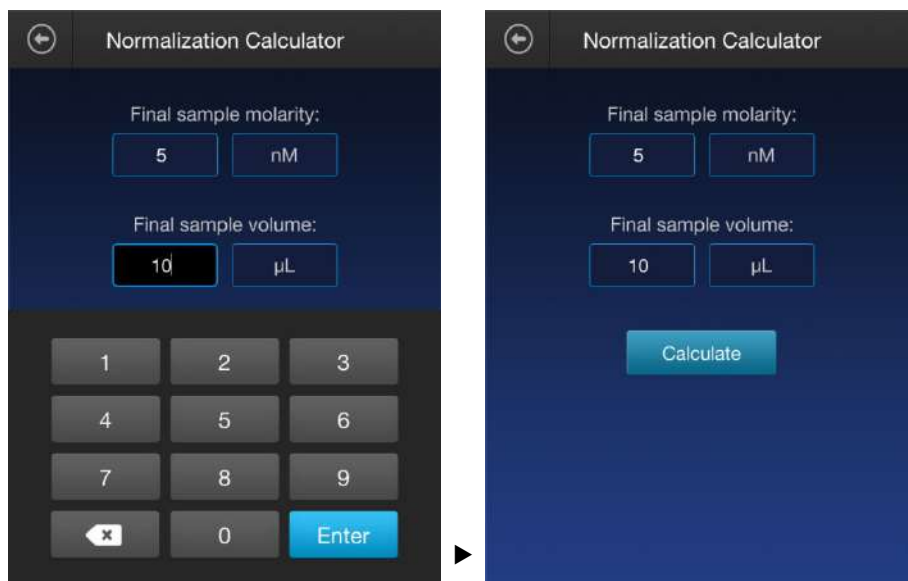 Normalization Calculator
Final sample molarity:
5 nM
Final sample volume:
10 µL
1 2 3
4 5 6
7 8 9
0 Enter
Normalization Calculator
Final sample molarity:
5 nM
Final sample volume:
10 µL
Calculate